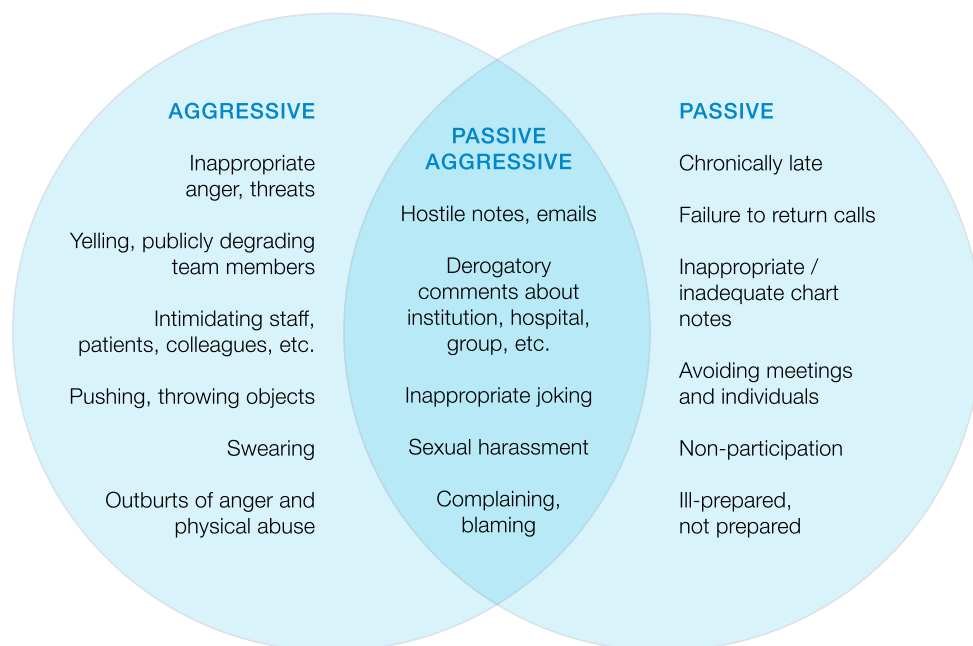 AGGRESSIVE
Inappropriate
anger, threats
Yelling, publicly degrading
team members
Intimidating staff,
patients, colleagues, etc.
Pushing, throwing objects
Swearing
Outburts of anger and
physical abuse
PASSIVE
AGGRESSIVE
Hostile notes, emails
Derogatory
comments about
institution, hospital,
group, etc.
Inappropriate joking
Sexual harassment
Complaining,
blaming
PASSIVE
Chronically late
Failure to return calls
Inappropriate /
inadequate chart
notes
Avoiding meetings
and individuals
Non-participation
Ill-prepared,
not prepared